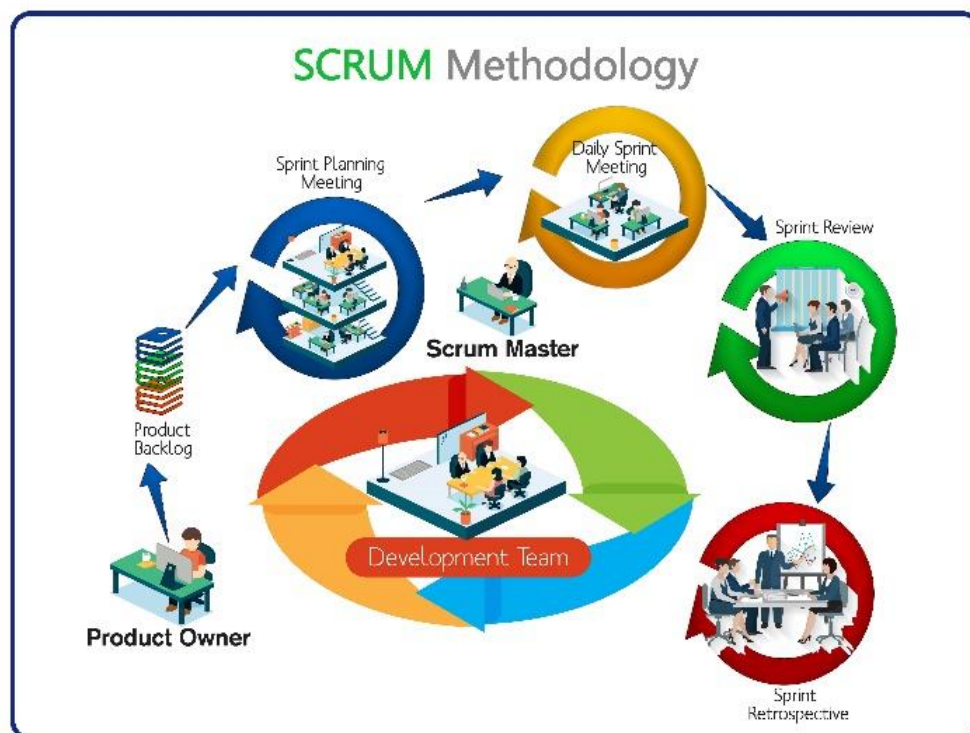 SCRUM Methodology
Sprint Planning
Meeting
Daily Sprint
Meeting
Sprint Review
Scrum Master
Product
Backlog
Development Team
Product Owner
Sprint
Retrospective